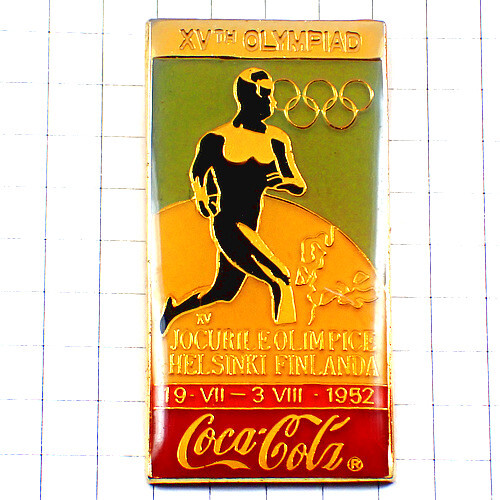 XVTH OLYMPIAD
XV
JOCURILE OLIMPICE
HELSINKI FINLANDA
19·VII — 3 VIII · 1952
Coca-Cola ®